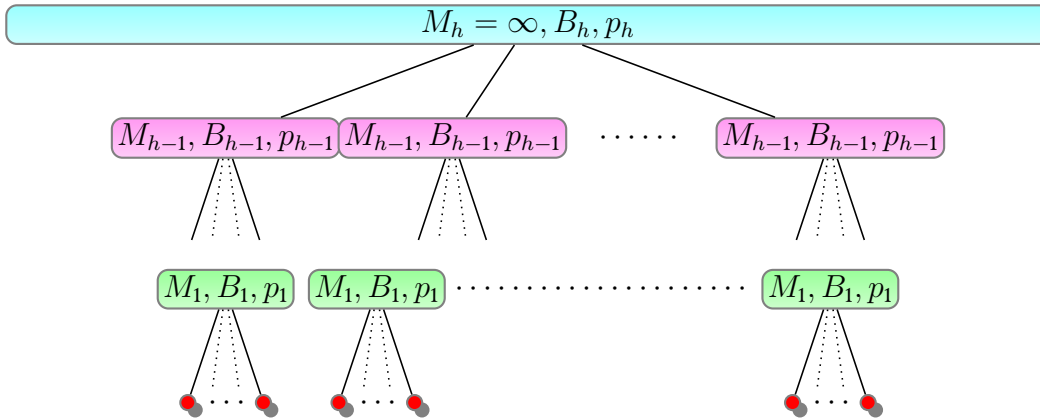 M_h = ∞, B_h, p_h
M_{h−1}, B_{h−1}, p_{h−1} M_{h−1}, B_{h−1}, p_{h−1} ······ M_{h−1}, B_{h−1}, p_{h−1}
M_1, B_1, p_1 M_1, B_1, p_1 ······ M_1, B_1, p_1